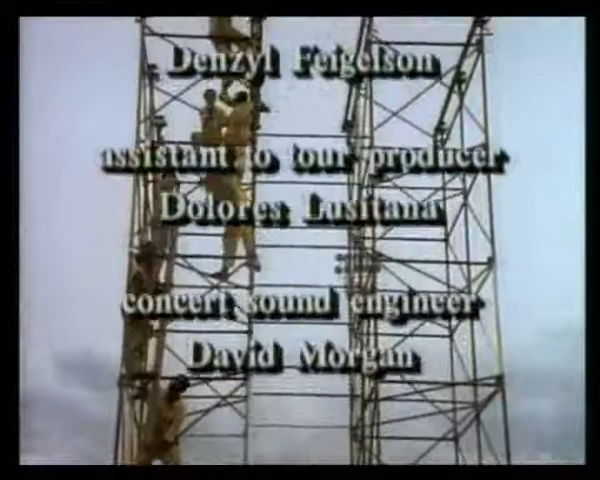 Denzyl Feigelson
assistant to tour producer
Dolores Lusitana
concert sound engineer
David Morgan